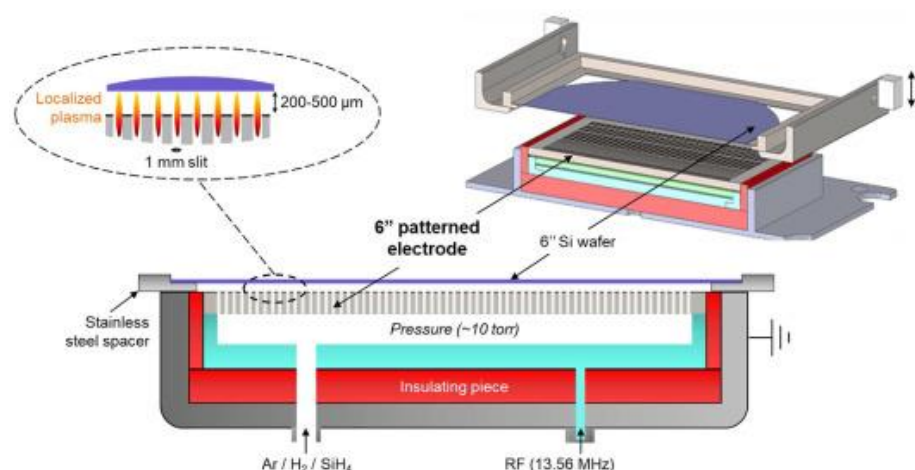 Localized
plasma
200-500 µm
1 mm slit
6" patterned
electrode
6" Si wafer
Stainless
steel spacer
Pressure (~10 torr)
Insulating piece
Ar / H₂ / SiH₄
RF (13.56 MHz)